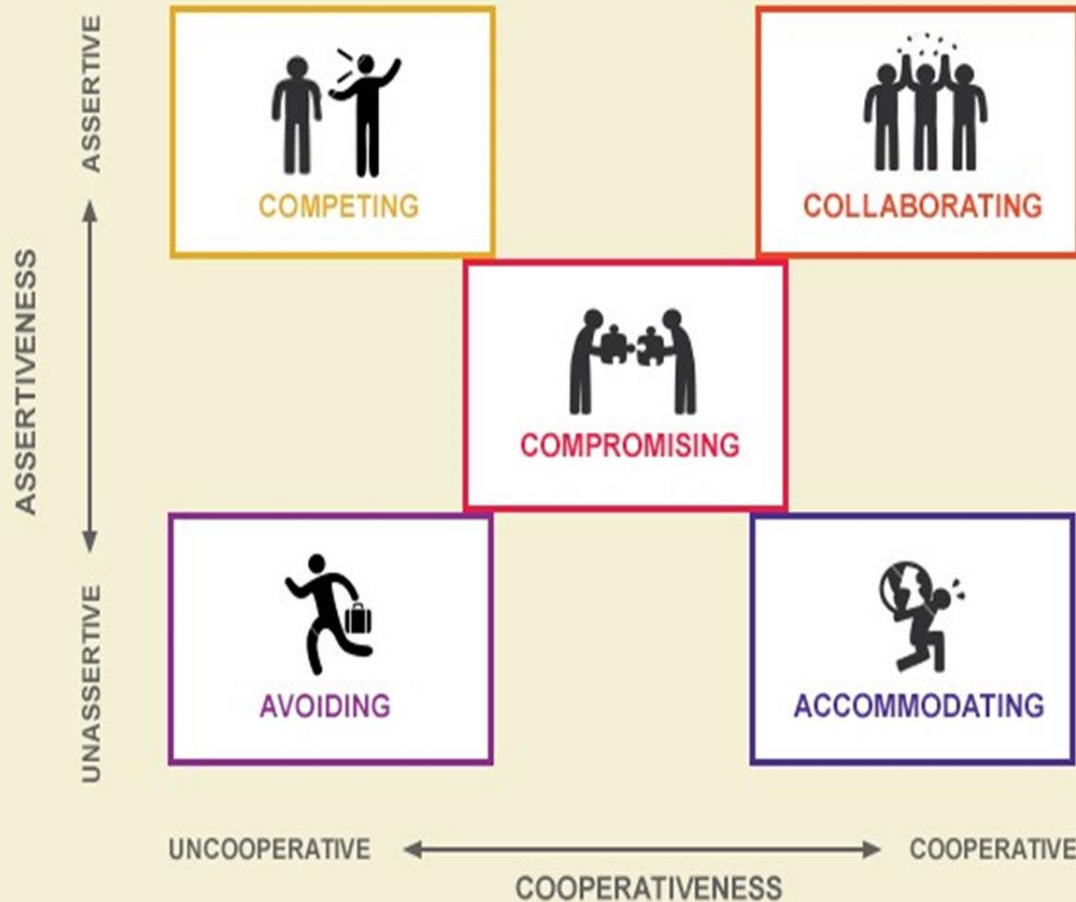 ASSERTIVE
COMPETING
COLLABORATING
ASSERTIVENESS
COMPROMISING
UNASSERTIVE
AVOIDING
ACCOMMODATING
UNCOOPERATIVE
COOPERATIVE
COOPERATIVENESS